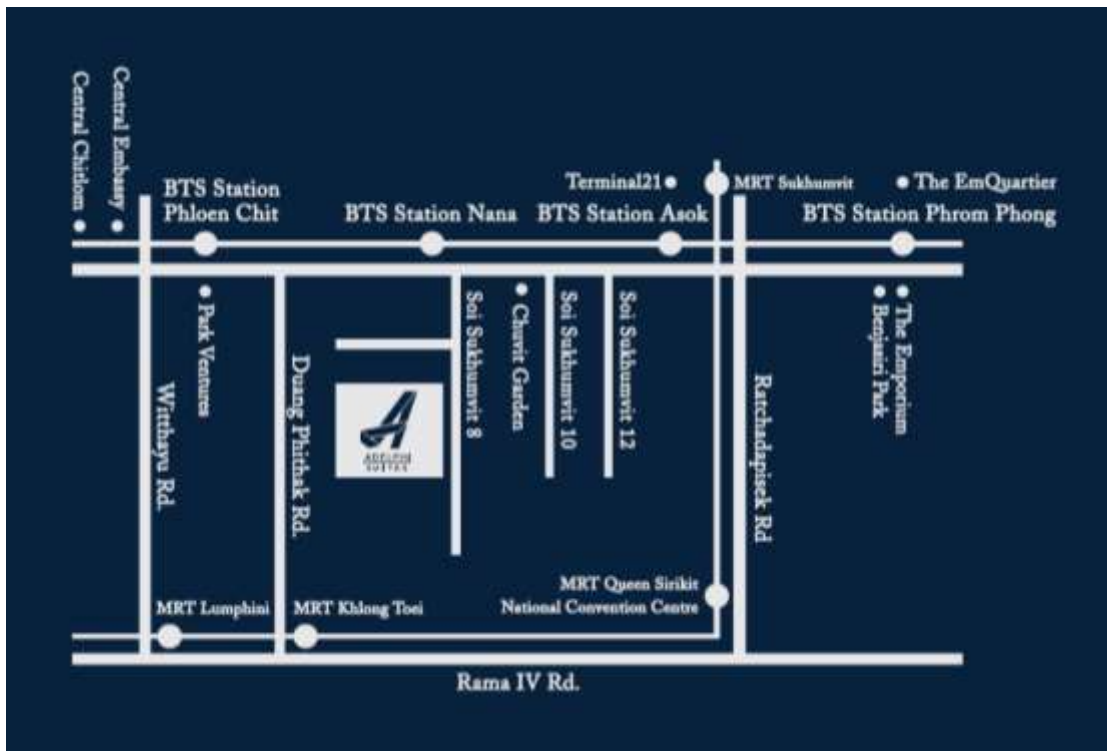 Central Chitlom
Central Embassy
BTS Station
Phloen Chit
BTS Station Nana
Terminal21
BTS Station Asok
MRT Sukhumvit
The EmQuartier
BTS Station Phrom Phong
Park Ventures
Witthayu Rd.
Duang Phithak Rd.
ADELPHI
SUITES
Soi Sukhumvit 8
Chuvit Garden
Soi Sukhumvit 10
Soi Sukhumvit 12
Ratchadapisek Rd
The Emporium
Benjasiri Park
MRT Lumphini
MRT Khlong Toei
MRT Queen Sirikit
National Convention Centre
Rama IV Rd.